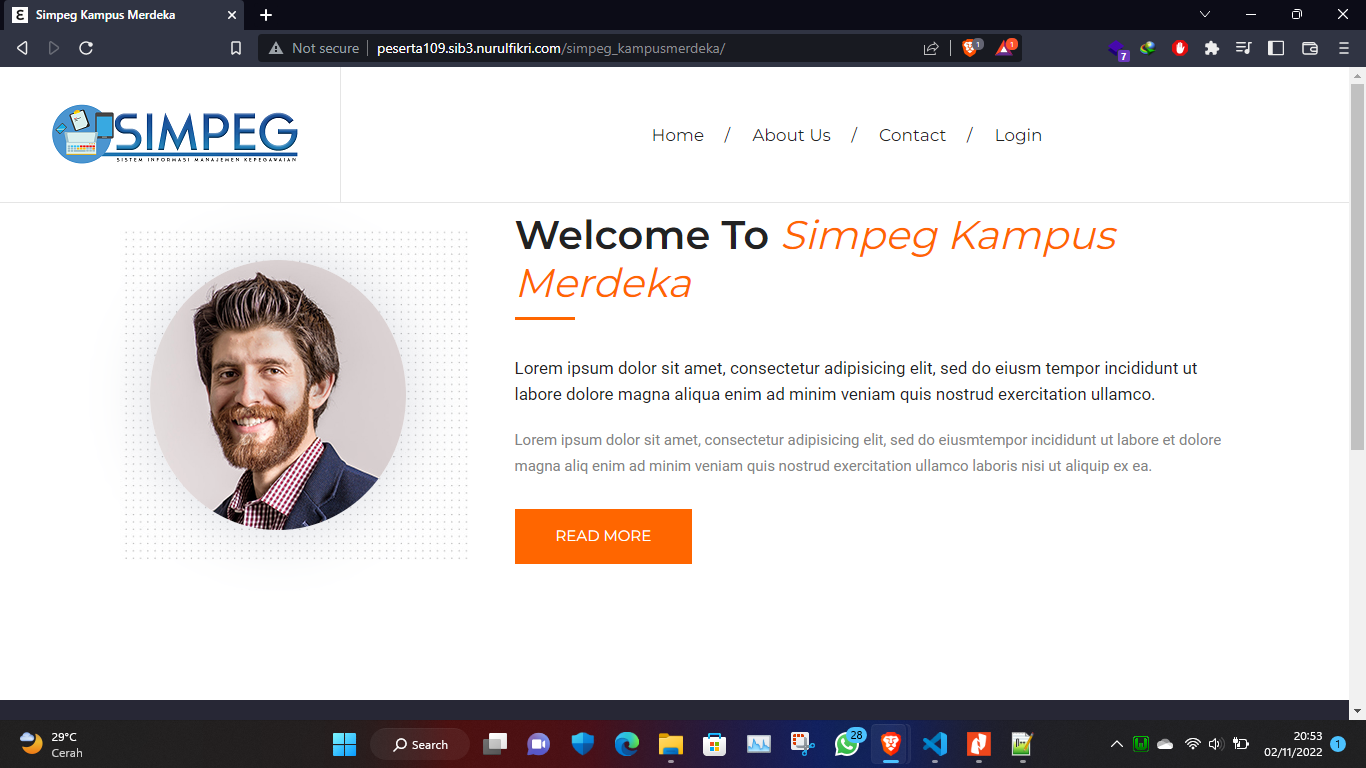 Simpeg Kampus Merdeka
Not secure
peserta109.sib3.nurulfikri.com/simpeg_kampusmerdeka/
1
1
7
SIMPEG
SISTEM INFORMASI MANAJEMEN KEPEGAWAIAN
Home / About Us / Contact / Login
Welcome To Simpeg Kampus
Merdeka
Lorem ipsum dolor sit amet, consectetur adipisicing elit, sed do eiusm tempor incididunt ut
labore dolore magna aliqua enim ad minim veniam quis nostrud exercitation ullamco.
Lorem ipsum dolor sit amet, consectetur adipisicing elit, sed do eiusmtempor incididunt ut labore et dolore
magna aliq enim ad minim veniam quis nostrud exercitation ullamco laboris nisi ut aliquip ex ea.
READ MORE
29°C
Cerah
Search
28
20:53
02/11/2022
1